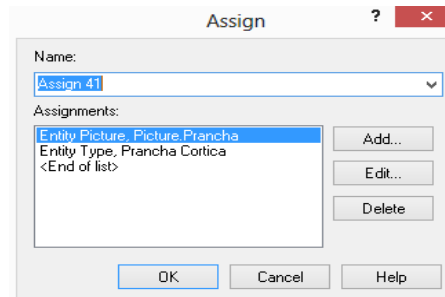 Assign ? ×
Name:
Assign 41
Assignments:
Entity Picture, Picture.Prancha
Entity Type, Prancha Cortica
<End of list>
Add...
Edit...
Delete
OK Cancel Help